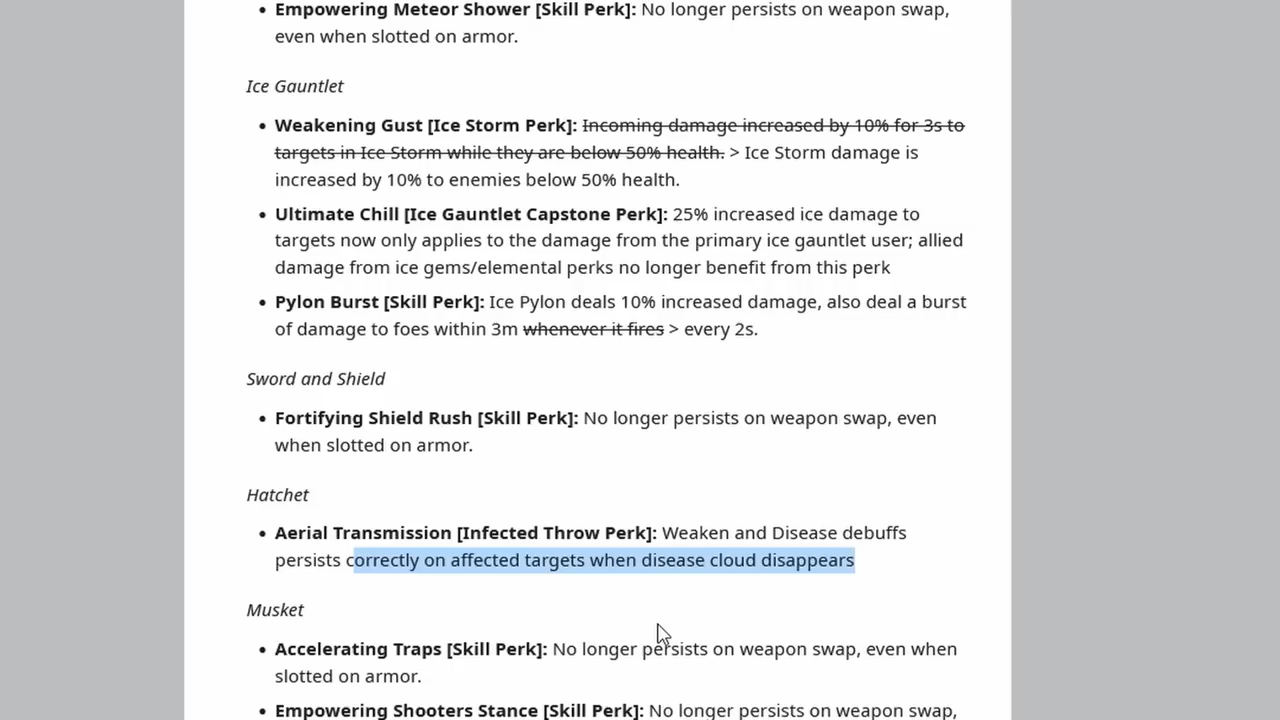 • Empowering Meteor Shower [Skill Perk]: No longer persists on weapon swap,
even when slotted on armor.
Ice Gauntlet
• Weakening Gust [Ice Storm Perk]: Incoming damage increased by 10% for 3s to
targets in Ice Storm while they are below 50% health. > Ice Storm damage is
increased by 10% to enemies below 50% health.
• Ultimate Chill [Ice Gauntlet Capstone Perk]: 25% increased ice damage to
targets now only applies to the damage from the primary ice gauntlet user; allied
damage from ice gems/elemental perks no longer benefit from this perk
• Pylon Burst [Skill Perk]: Ice Pylon deals 10% increased damage, also deal a burst
of damage to foes within 3m whenever it fires > every 2s.
Sword and Shield
• Fortifying Shield Rush [Skill Perk]: No longer persists on weapon swap, even
when slotted on armor.
Hatchet
• Aerial Transmission [Infected Throw Perk]: Weaken and Disease debuffs
persists correctly on affected targets when disease cloud disappears
Musket
• Accelerating Traps [Skill Perk]: No longer persists on weapon swap, even when
slotted on armor.
• Empowering Shooters Stance [Skill Perk]: No longer persists on weapon swap,